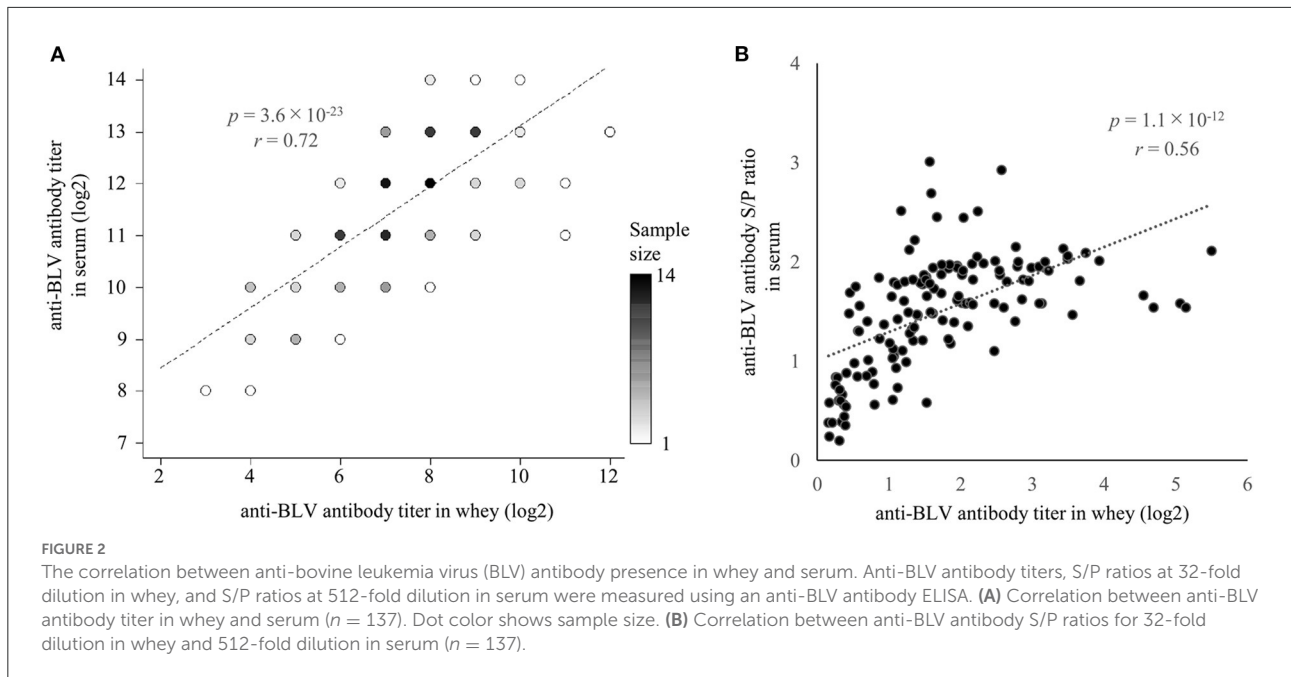 A
14
13
12
11
10
9
8
7
anti-BLV antibody titer
in serum (log2)
p = 3.6 × 10-23
r = 0.72
Sample
size
14
1
2
4
6
8
10
12
anti-BLV antibody titer in whey (log2)
B
4
3
2
1
0
anti-BLV antibody S/P ratio
in serum
p = 1.1 × 10-12
r = 0.56
0
1
2
3
4
5
6
anti-BLV antibody titer in whey (log2)
FIGURE 2
The correlation between anti-bovine leukemia virus (BLV) antibody presence in whey and serum. Anti-BLV antibody titers, S/P ratios at 32-fold
dilution in whey, and S/P ratios at 512-fold dilution in serum were measured using an anti-BLV antibody ELISA. (A) Correlation between anti-BLV
antibody titer in whey and serum (n = 137). Dot color shows sample size. (B) Correlation between anti-BLV antibody S/P ratios for 32-fold
dilution in whey and 512-fold dilution in serum (n = 137).